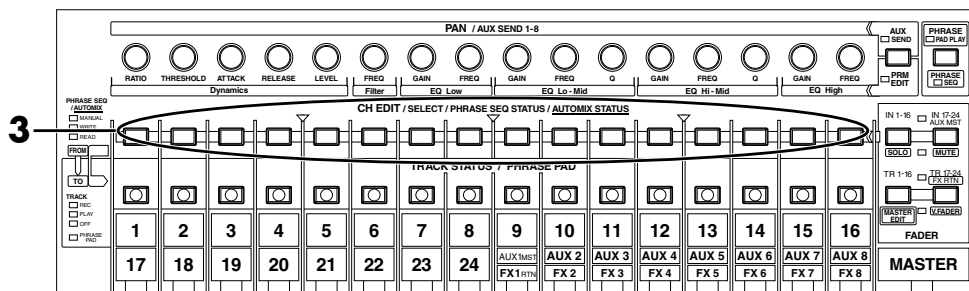 PAN / AUX SEND 1-8
AUX
SEND
PHRASE
PAD PLAY
RATIO THRESHOLD ATTACK RELEASE LEVEL FREQ GAIN FREQ GAIN FREQ Q GAIN FREQ Q GAIN FREQ
Dynamics Filter EQ Low EQ Lo-Mid EQ Hi-Mid EQ High
PRM
EDIT
PHRASE
SEQ
PHRASE SEQ
/AUTOMIX
MANUAL
WRITE
READ
FROM
TO
3
CH EDIT / SELECT / PHRASE SEQ STATUS / AUTOMIX STATUS
IN 1-16 IN 17-24
AUX MST
SOLO MUTE
TRACK STATUS / PHRASE PAD
TR 1-16 TR 17-24
FX RTN
MASTER
EDIT
V.FADER
FADER
TRACK
REC
PLAY
OFF
PHRASE
PAD
1 2 3 4 5 6 7 8 9 10 11 12 13 14 15 16
17 18 19 20 21 22 23 24 AUX1MST AUX 2 AUX 3 AUX 4 AUX 5 AUX 6 AUX 7 AUX 8
FX1RTN FX 2 FX 3 FX 4 FX 5 FX 6 FX 7 FX 8
MASTER